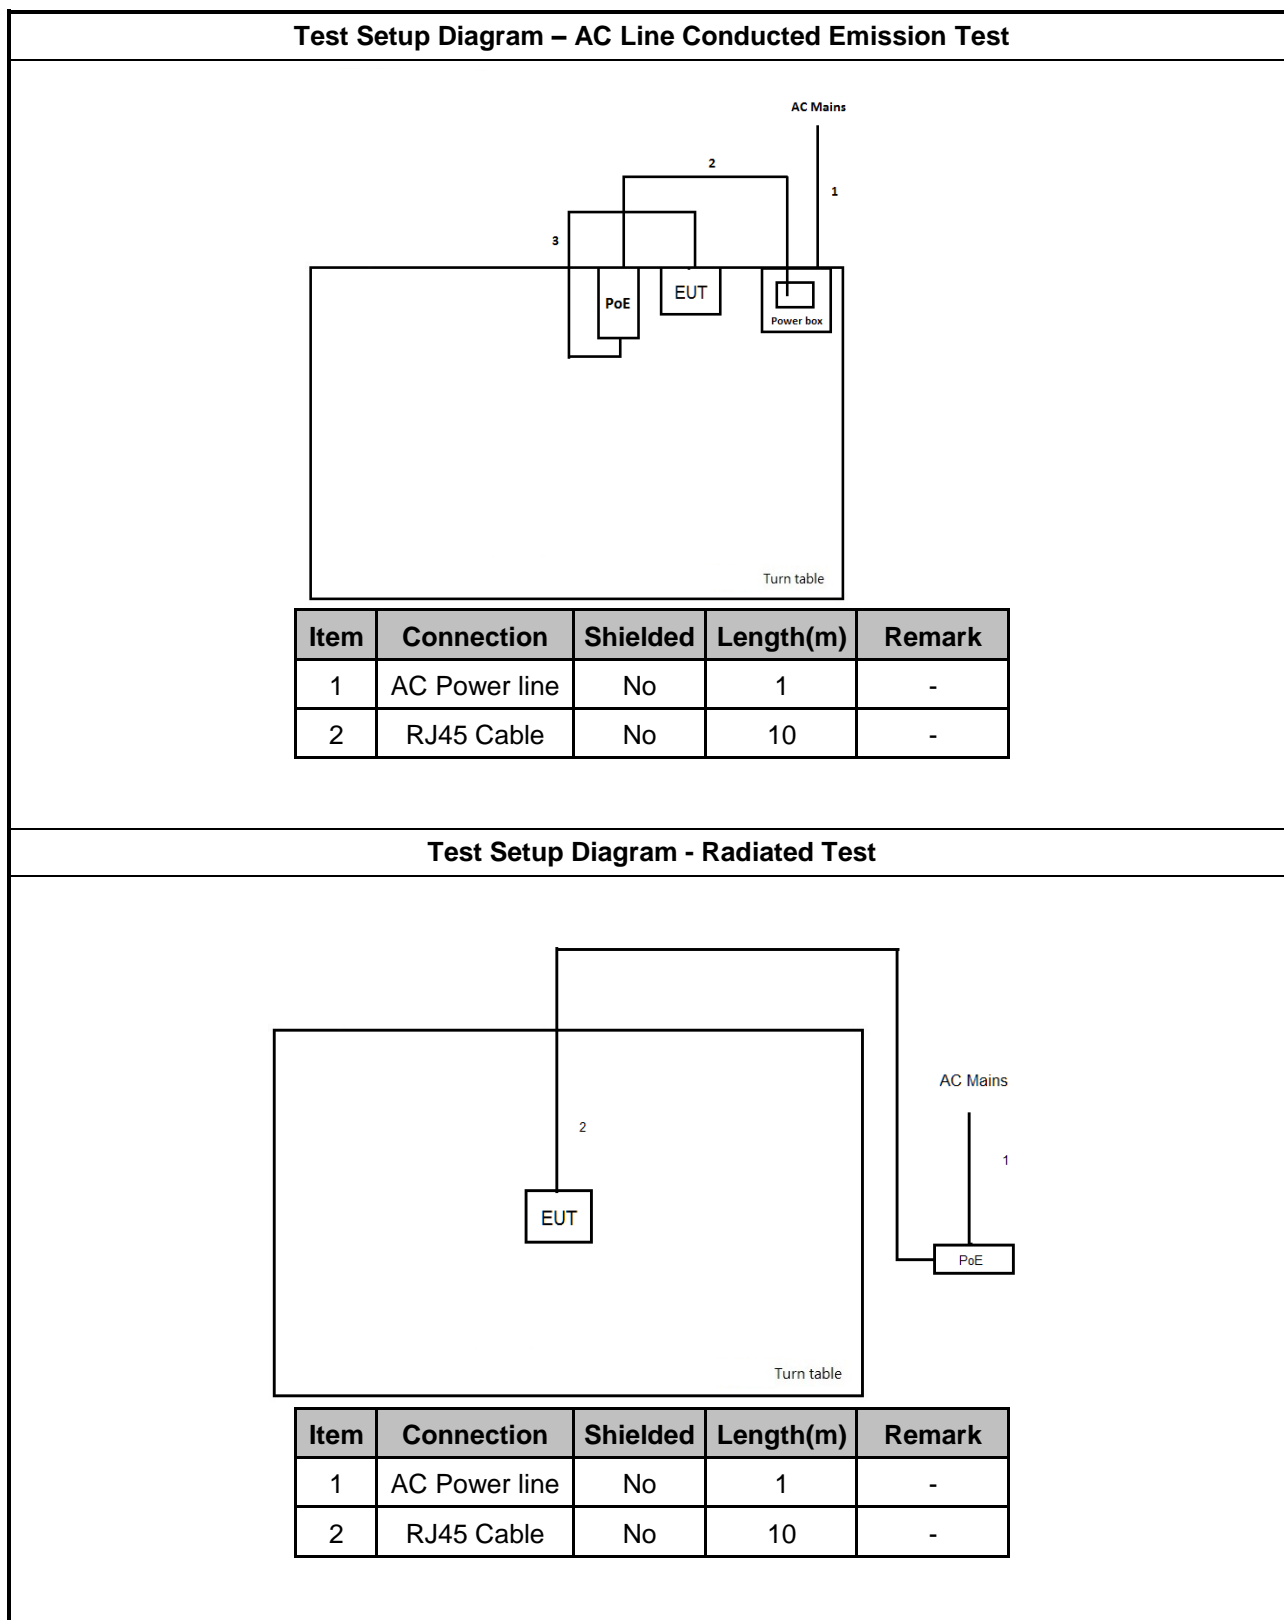 Test Setup Diagram – AC Line Conducted Emission Test
AC Mains
2
1
3
PoE
EUT
Power box
Turn table
Item Connection Shielded Length(m) Remark
1 AC Power line No 1 -
2 RJ45 Cable No 10 -
Test Setup Diagram - Radiated Test
AC Mains
2
1
EUT
PoE
Turn table
Item Connection Shielded Length(m) Remark
1 AC Power line No 1 -
2 RJ45 Cable No 10 -